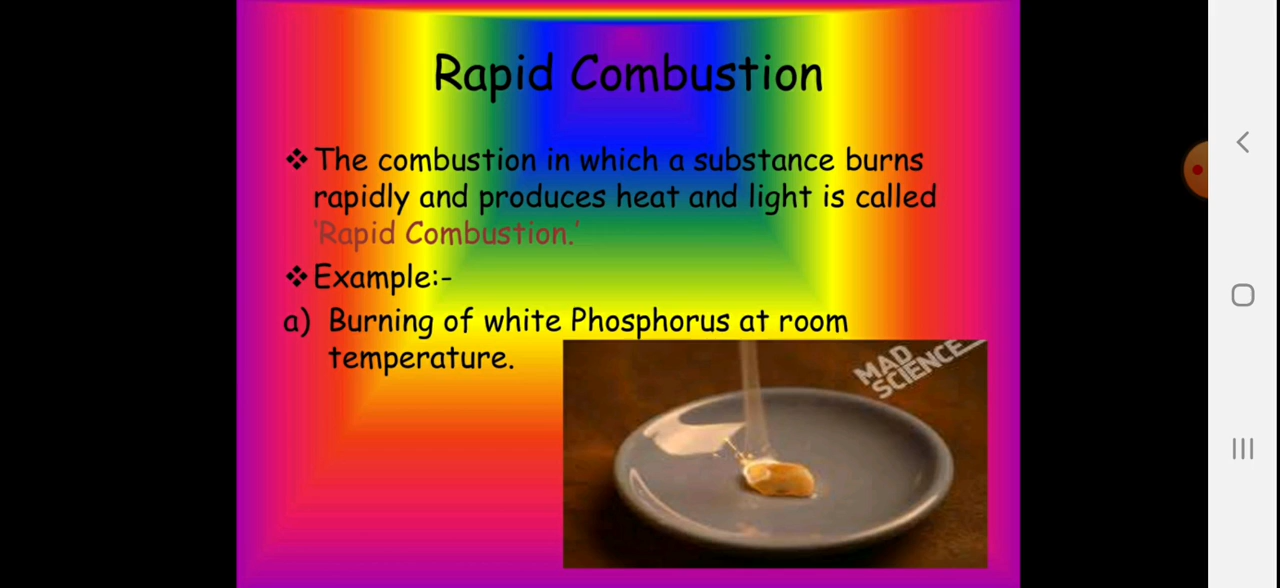 Rapid Combustion
❖ The combustion in which a substance burns
rapidly and produces heat and light is called
'Rapid Combustion.'
❖ Example:-
a) Burning of white Phosphorus at room
temperature.
MAD
SCIENCE